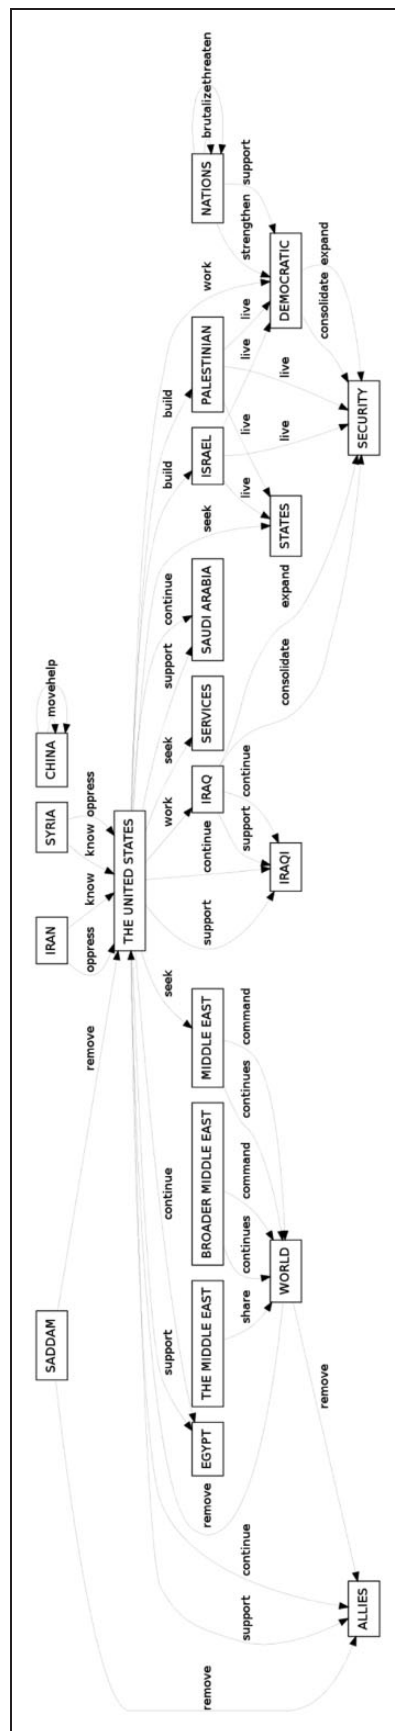 SADDAM
IRAN
SYRIA
CHINA
movehelp
remove
oppress
know
know
oppress
THE UNITED STATES
support
continue
seek
work
seek
support
continue
build
build
remove
remove
EGYPT
THE MIDDLE EAST
BROADER MIDDLE EAST
MIDDLE EAST
support
continue
IRAQ
SERVICES
SAUDI ARABIA
seek
ISRAEL
PALESTINIAN
work
NATIONS
brutalizethreaten
support
continue
share
continues
command
continues
command
support
continue
live
live
live
live
strengthen
support
WORLD
IRAQI
consolidate
expand
STATES
live
live
DEMOCRATIC
remove
consolidate
expand
ALLIES
SECURITY